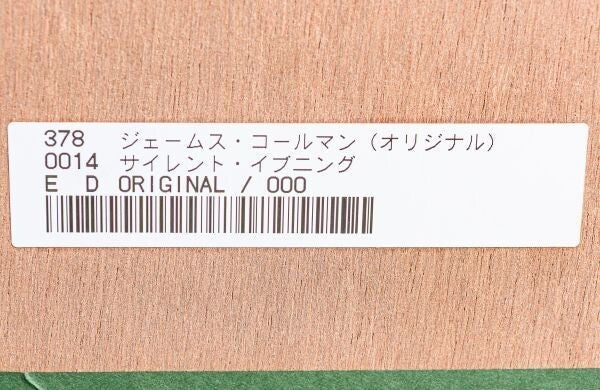 378 ジェームス・コールマン(オリジナル)
0014 サイレント・イブニング
E D ORIGINAL / 000